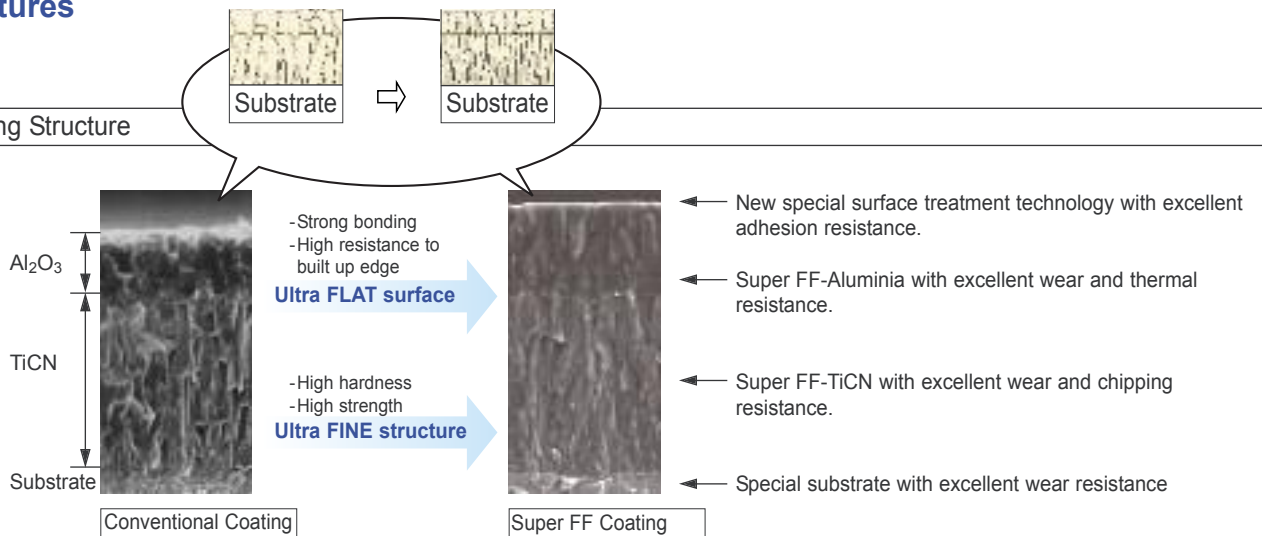 tures
Substrate
Substrate
ng Structure
Al₂O₃
TiCN
Substrate
-Strong bonding
-High resistance to
built up edge
Ultra FLAT surface
-High hardness
-High strength
Ultra FINE structure
New special surface treatment technology with excellent
adhesion resistance.
Super FF-Aluminia with excellent wear and thermal
resistance.
Super FF-TiCN with excellent wear and chipping
resistance.
Special substrate with excellent wear resistance
Conventional Coating
Super FF Coating